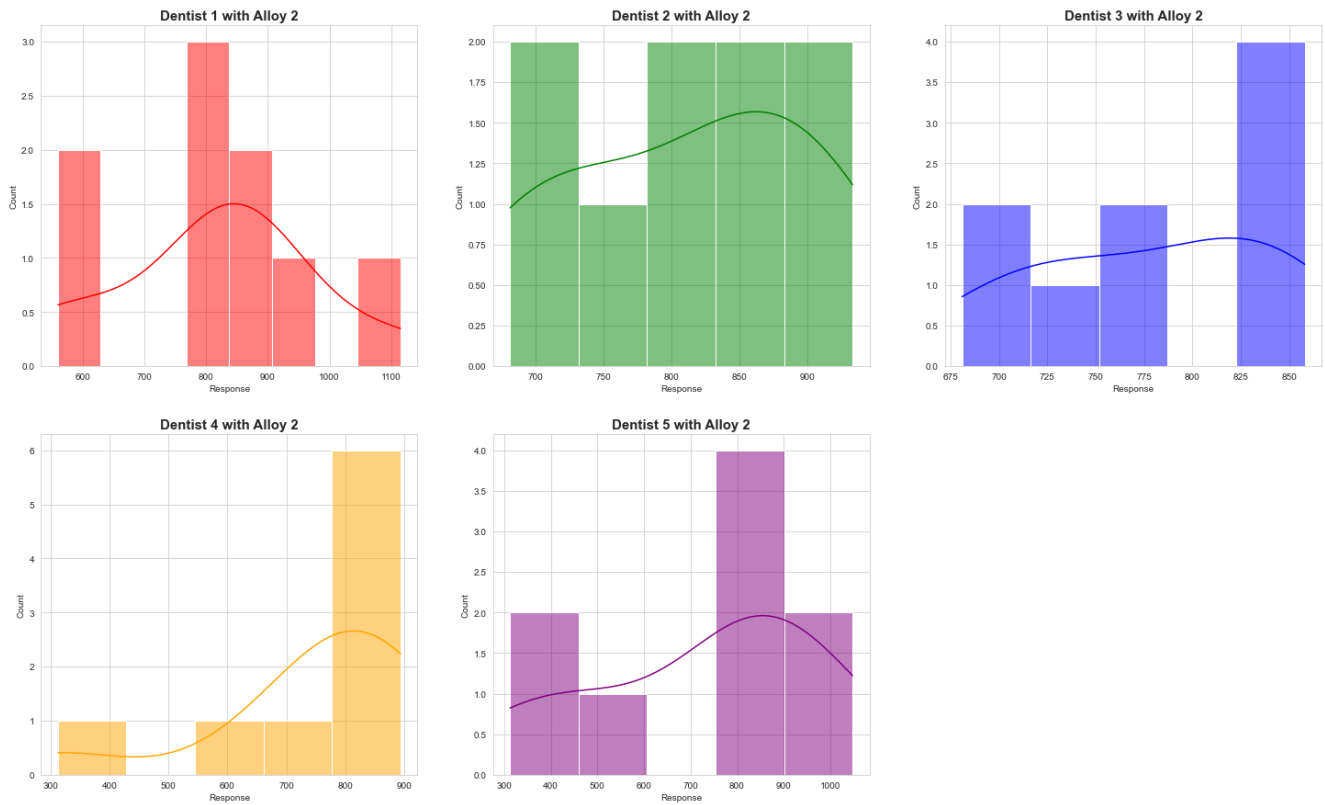 Dentist 1 with Alloy 2
3.0
2.5
2.0
1.5
1.0
0.5
0.0
Count
600 700 800 900 1000 1100
Response
Dentist 2 with Alloy 2
2.00
1.75
1.50
1.25
1.00
0.75
0.50
0.25
0.00
Count
700 750 800 850 900
Response
Dentist 3 with Alloy 2
4.0
3.5
3.0
2.5
2.0
1.5
1.0
0.5
0.0
Count
675 700 725 750 775 800 825 850
Response
Dentist 4 with Alloy 2
6
5
4
3
2
1
0
Count
300 400 500 600 700 800 900
Response
Dentist 5 with Alloy 2
4.0
3.5
3.0
2.5
2.0
1.5
1.0
0.5
0.0
Count
300 400 500 600 700 800 900 1000
Response